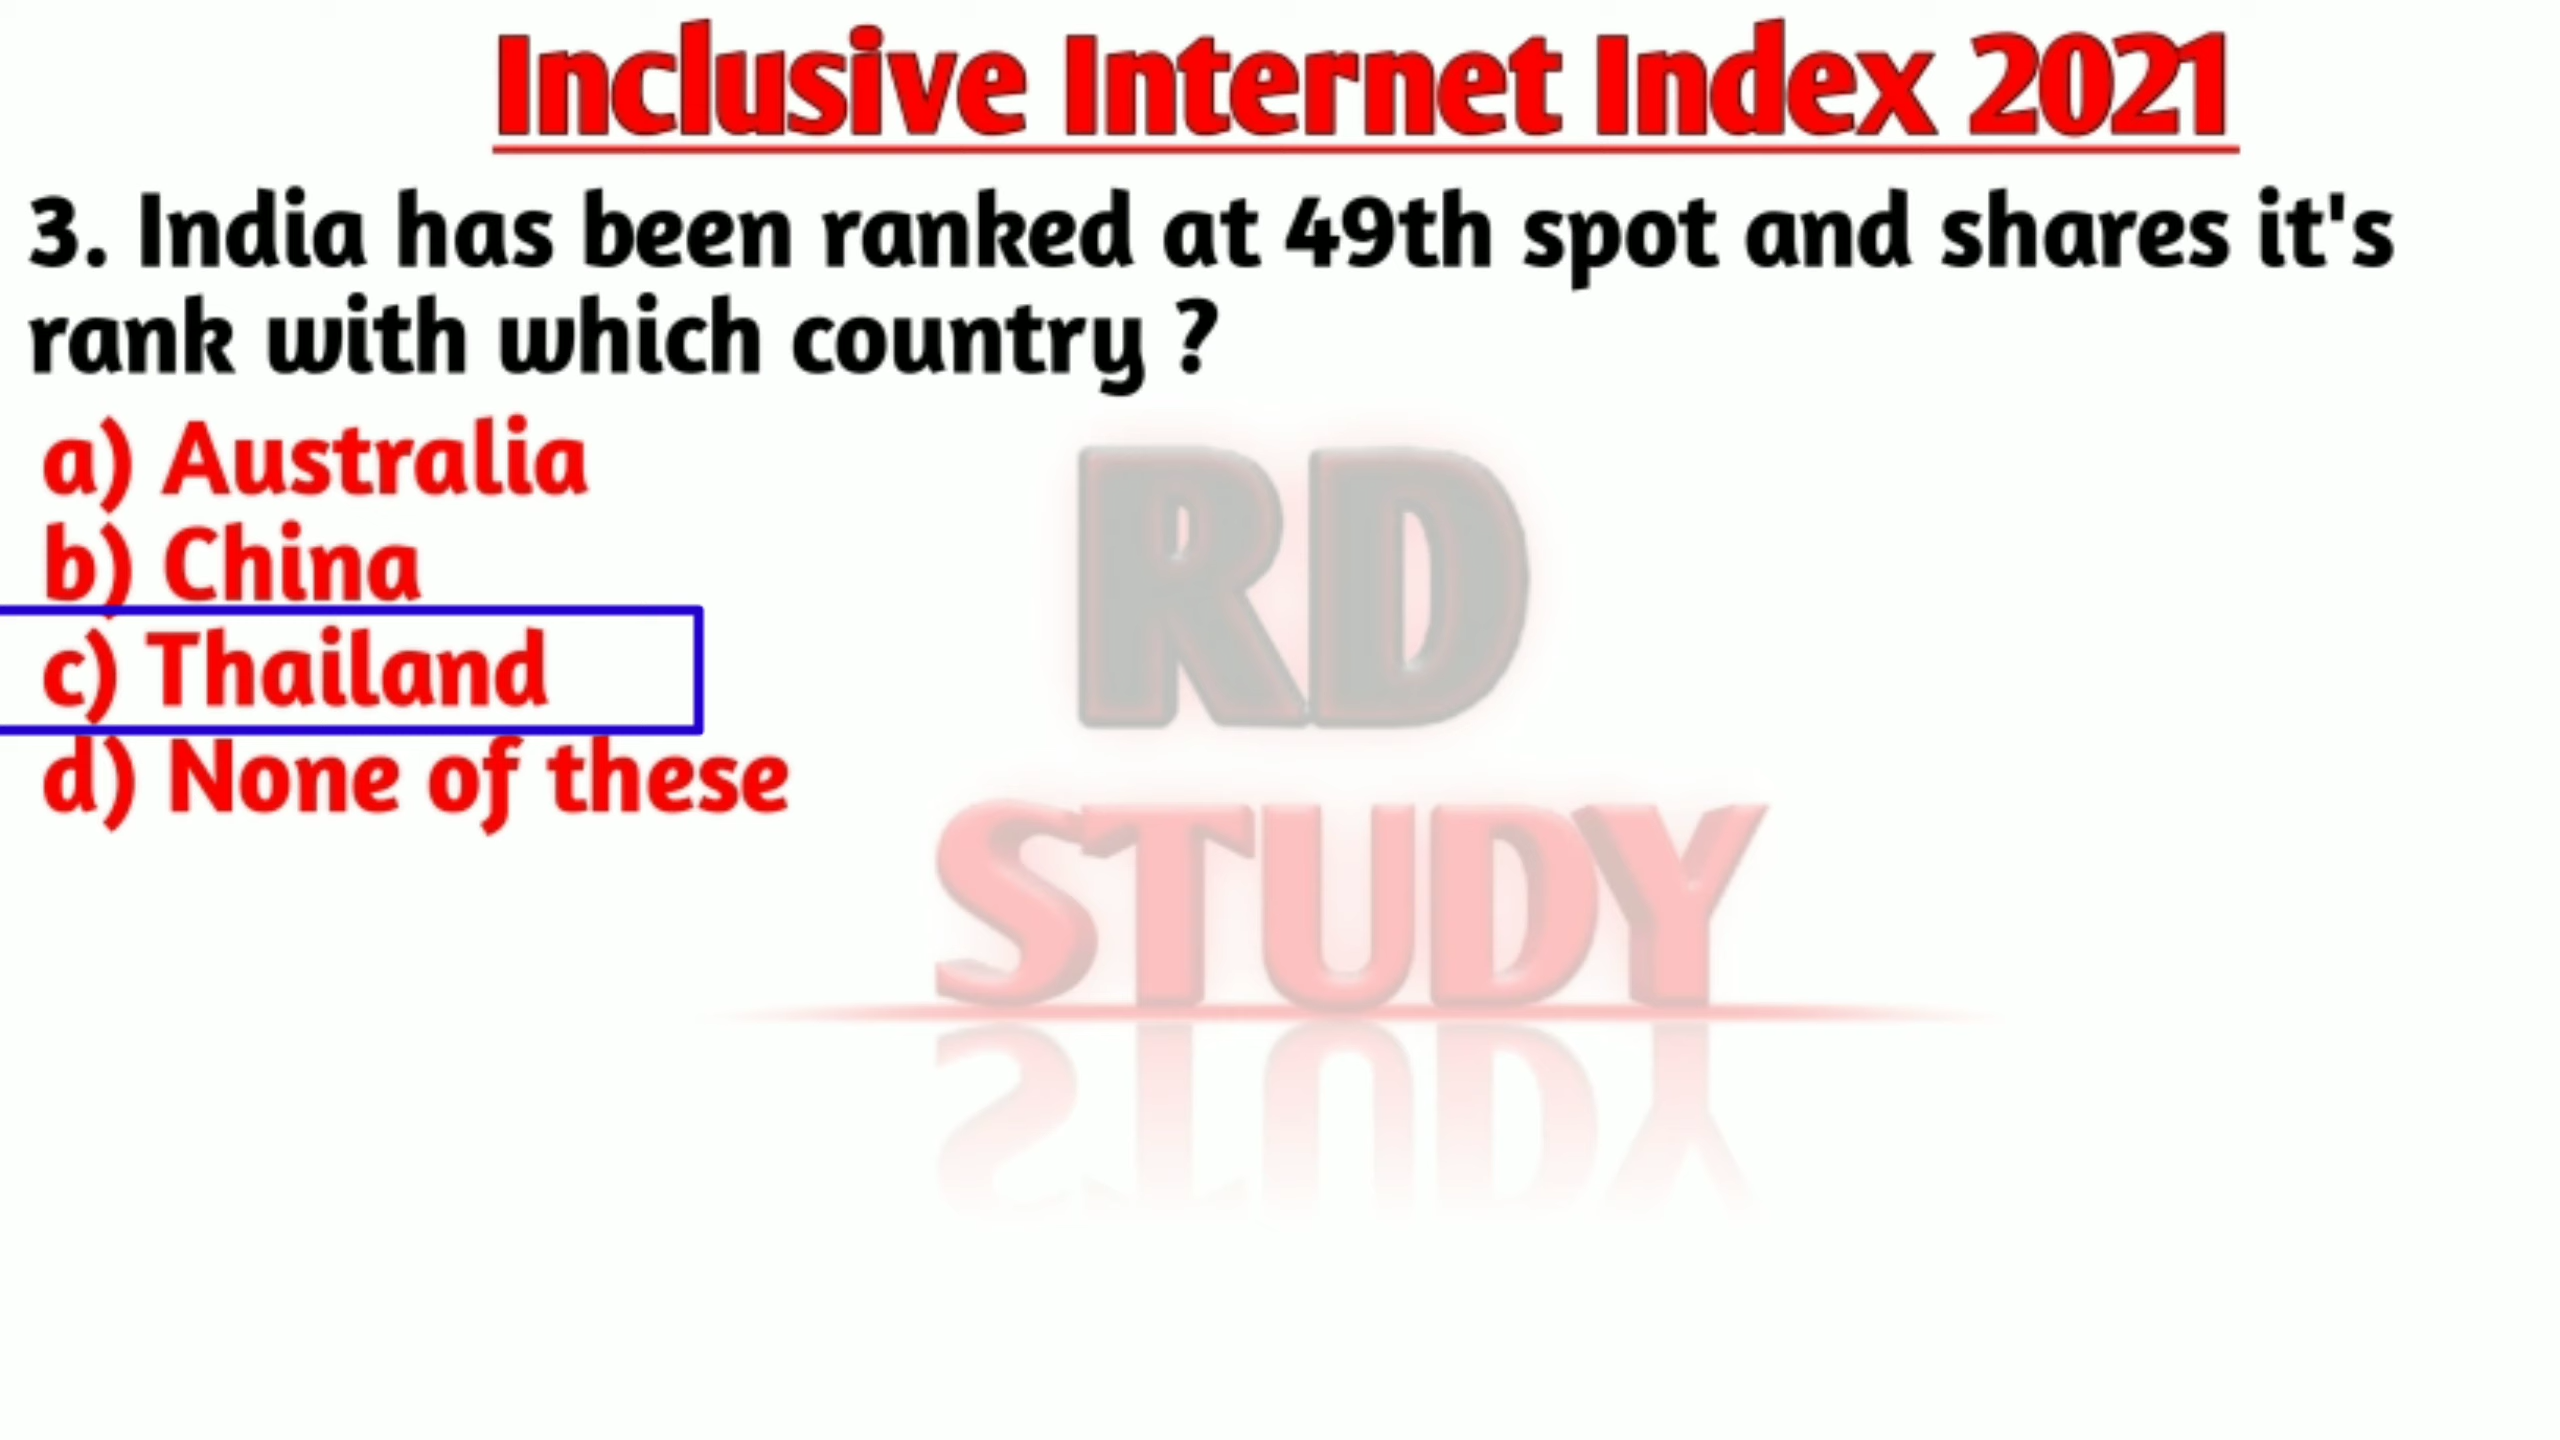 Inclusive Internet Index 2021
3. India has been ranked at 49th spot and shares it's
rank with which country ?
a) Australia
b) China
c) Thailand
d) None of these
RD
STUDY